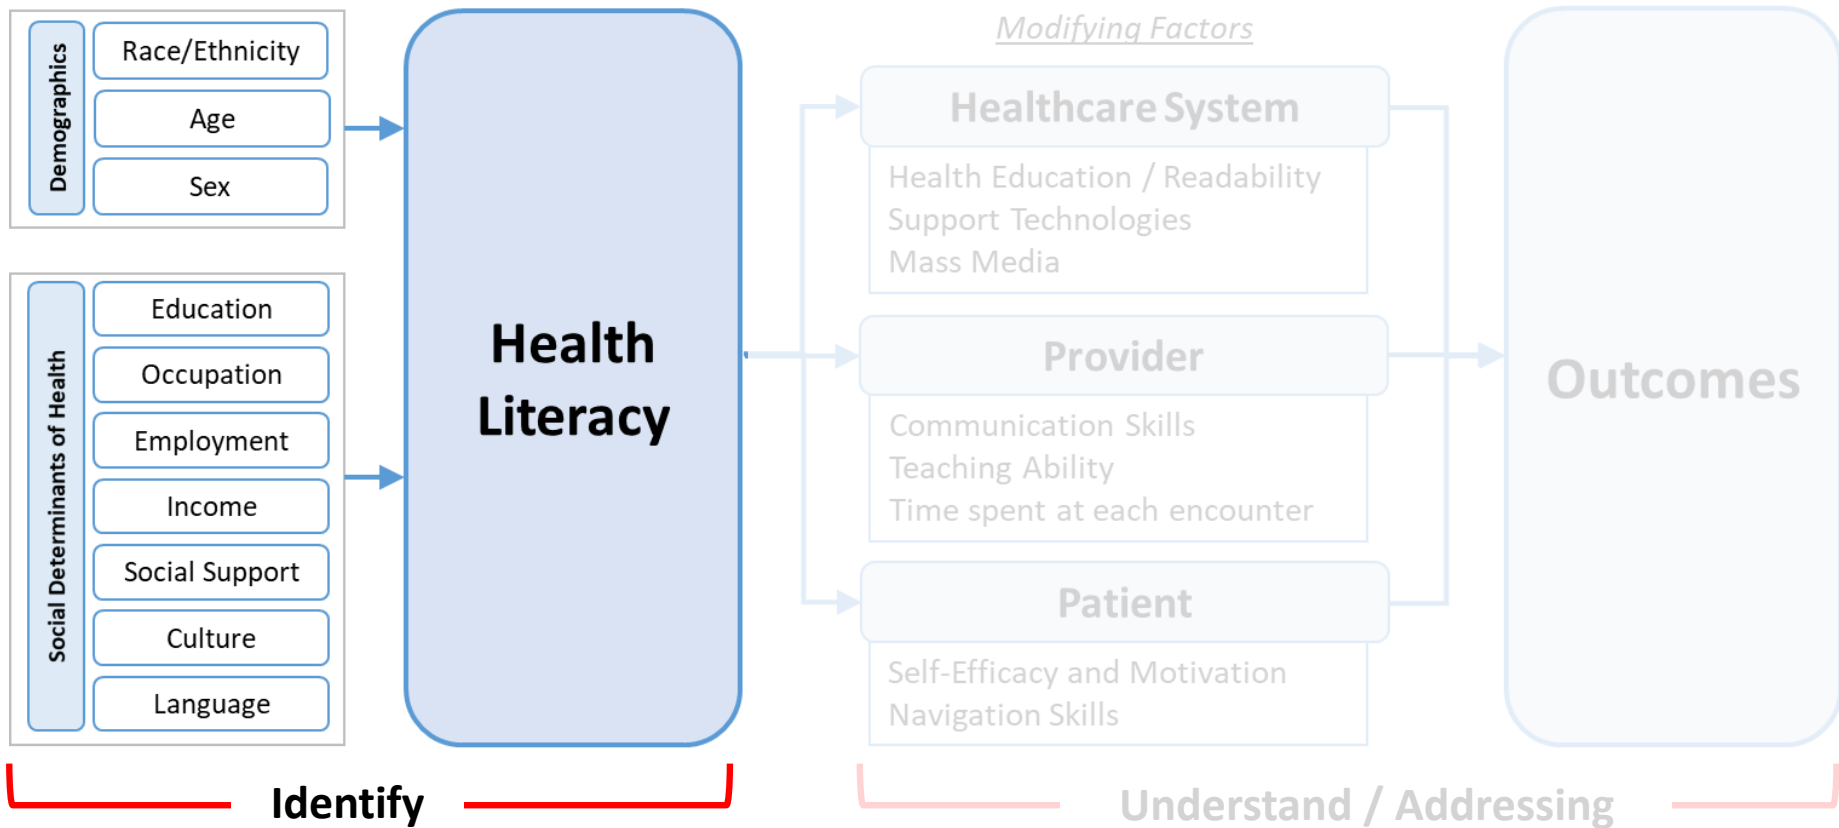 Demographics
Race/Ethnicity
Age
Sex
Social Determinants of Health
Education
Occupation
Employment
Income
Social Support
Culture
Language
Health
Literacy
Modifying Factors
Healthcare System
Health Education / Readability
Support Technologies
Mass Media
Provider
Communication Skills
Teaching Ability
Time spent at each encounter
Patient
Self-Efficacy and Motivation
Navigation Skills
Outcomes
Identify
Understand / Addressing